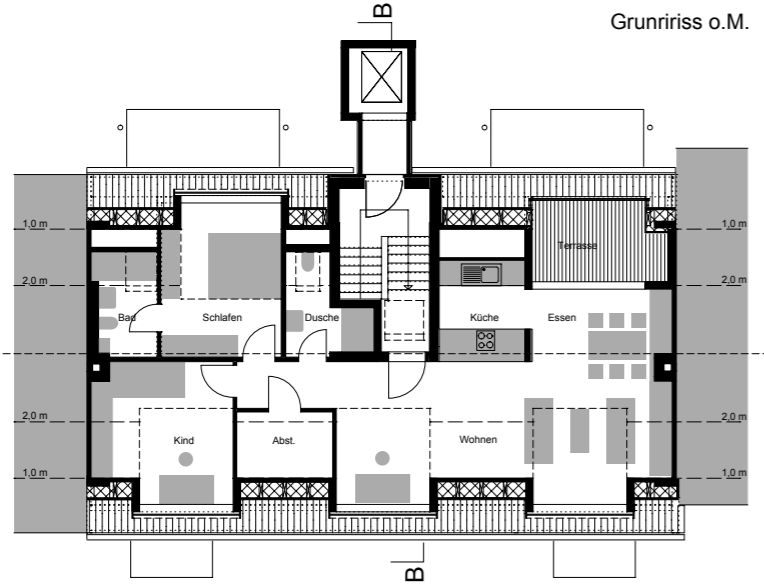 B
Grunririss o.M.
1,0 m
1,0 m
Terrasse
2,0 m
2,0 m
Bad
Schlafen
Dusche
Küche
Essen
2,0 m
2,0 m
Kind
Abst.
Wohnen
1,0 m
1,0 m
B